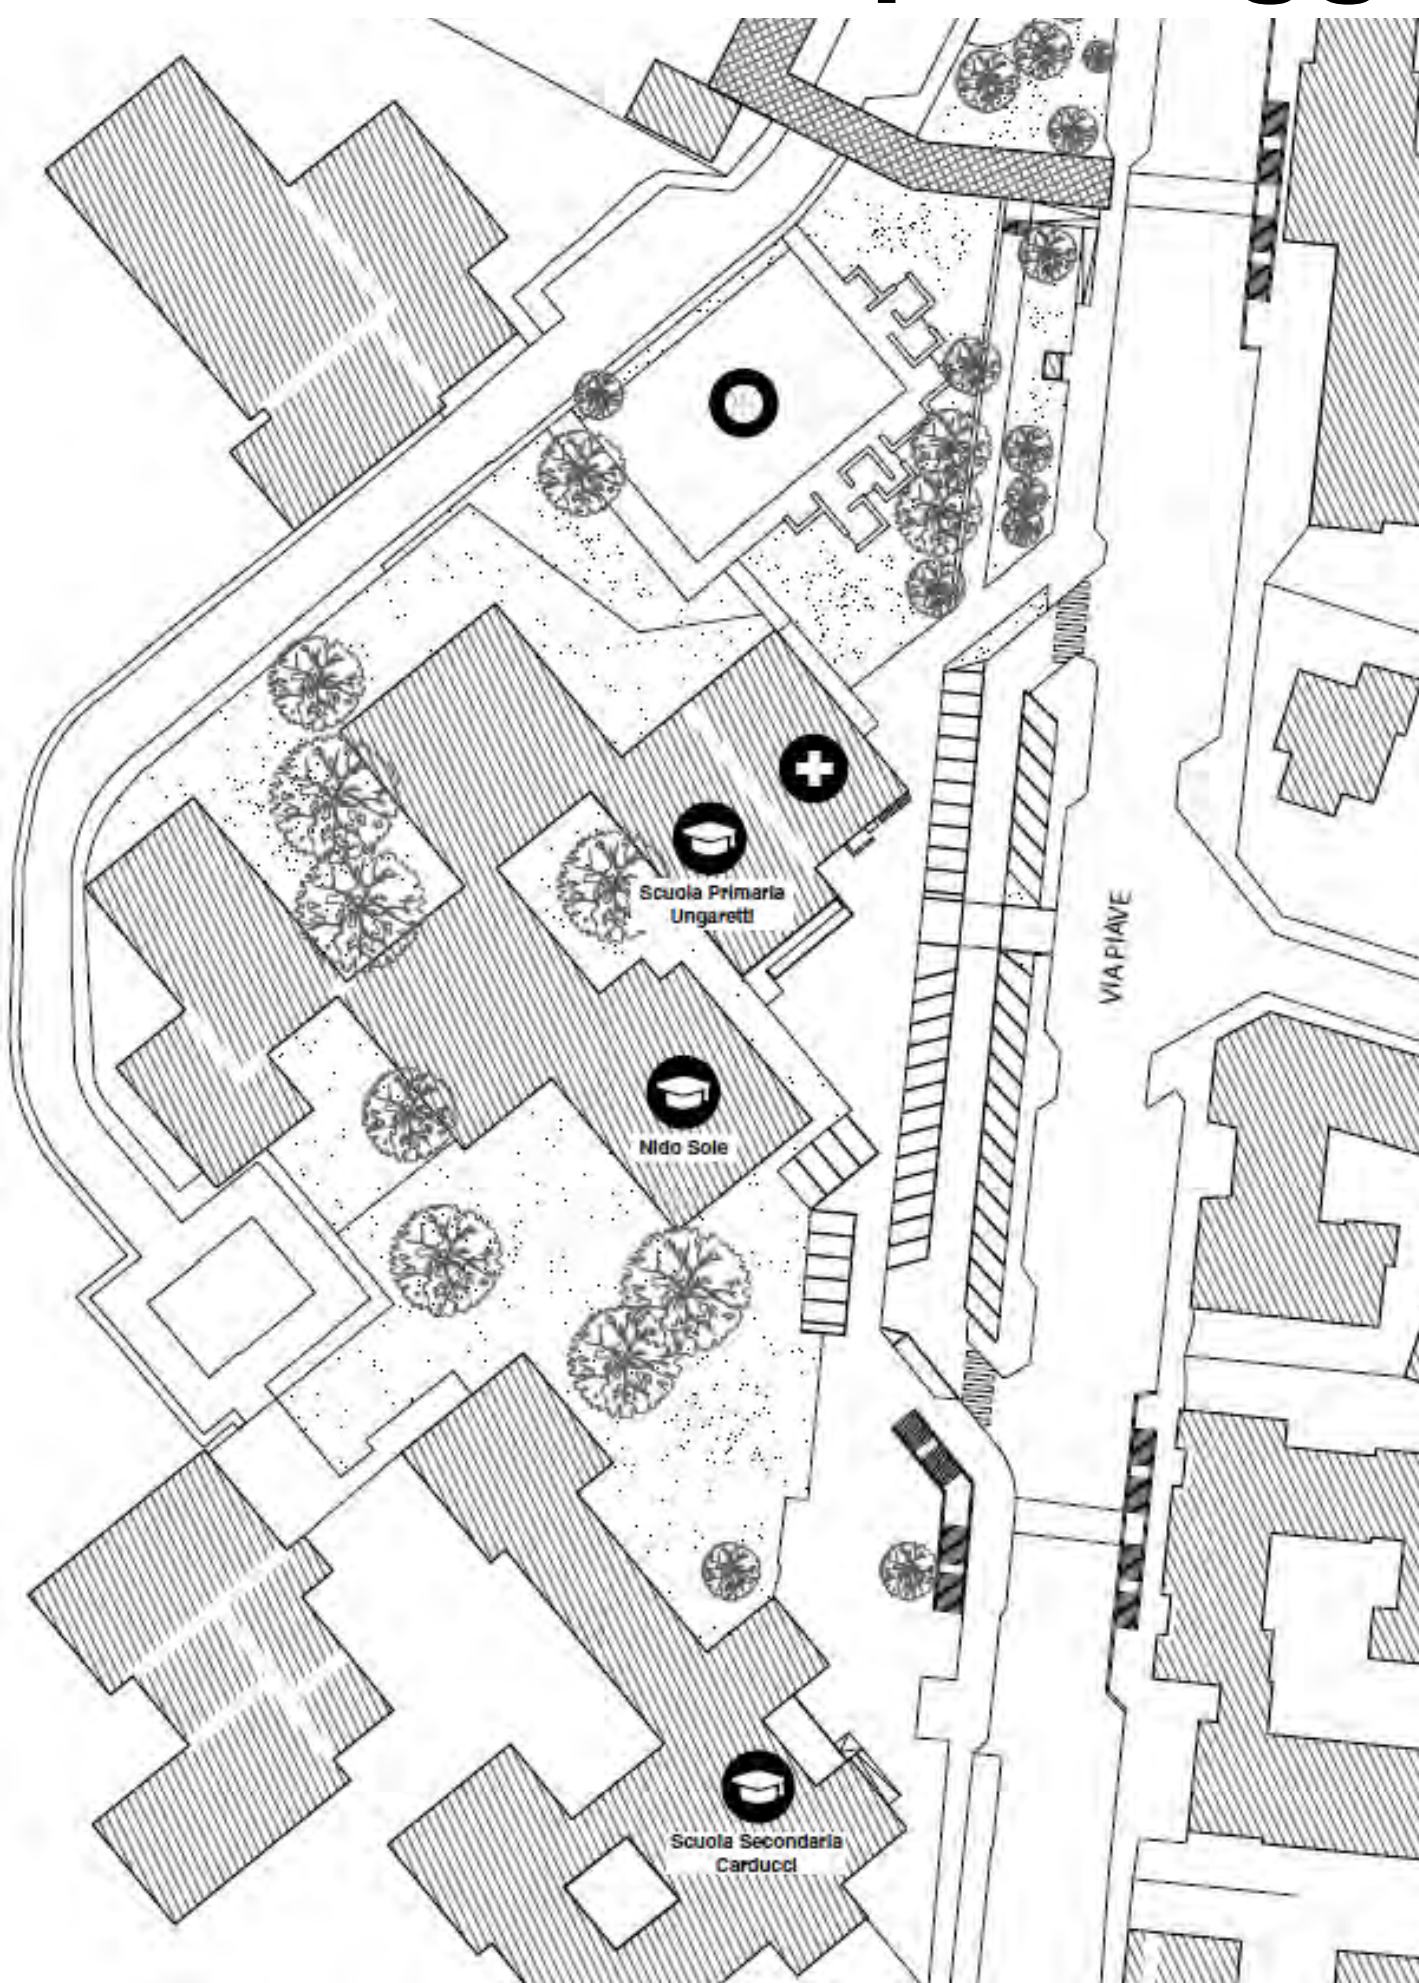 Scuola Primaria
Ungaretti
VIA PIAVE
Nido Sole
Scuola Secondaria
Carducci